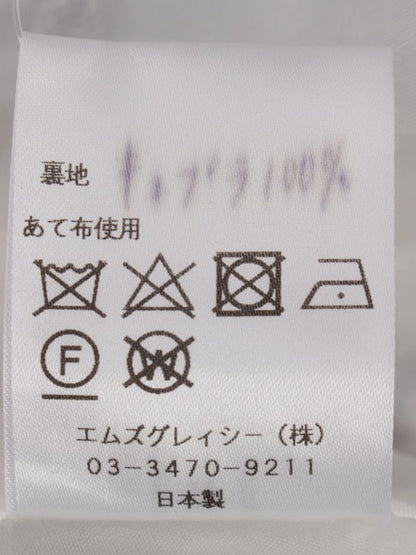 裏地 キュプラ100%
あて布使用
F W
エムズグレイシー(株)
03-3470-9211
日本製